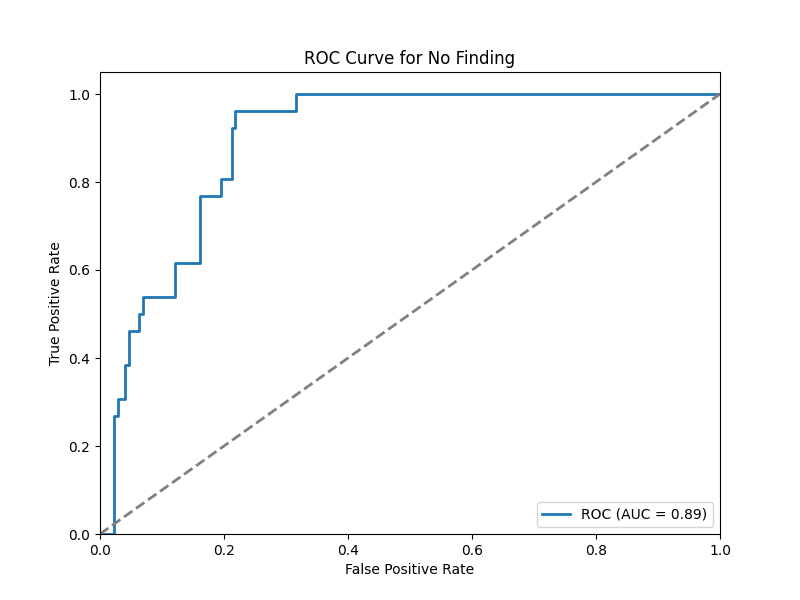 ROC Curve for No Finding
True Positive Rate
1.0
0.8
0.6
0.4
0.2
0.0
0.0 0.2 0.4 0.6 0.8 1.0
False Positive Rate
ROC (AUC = 0.89)